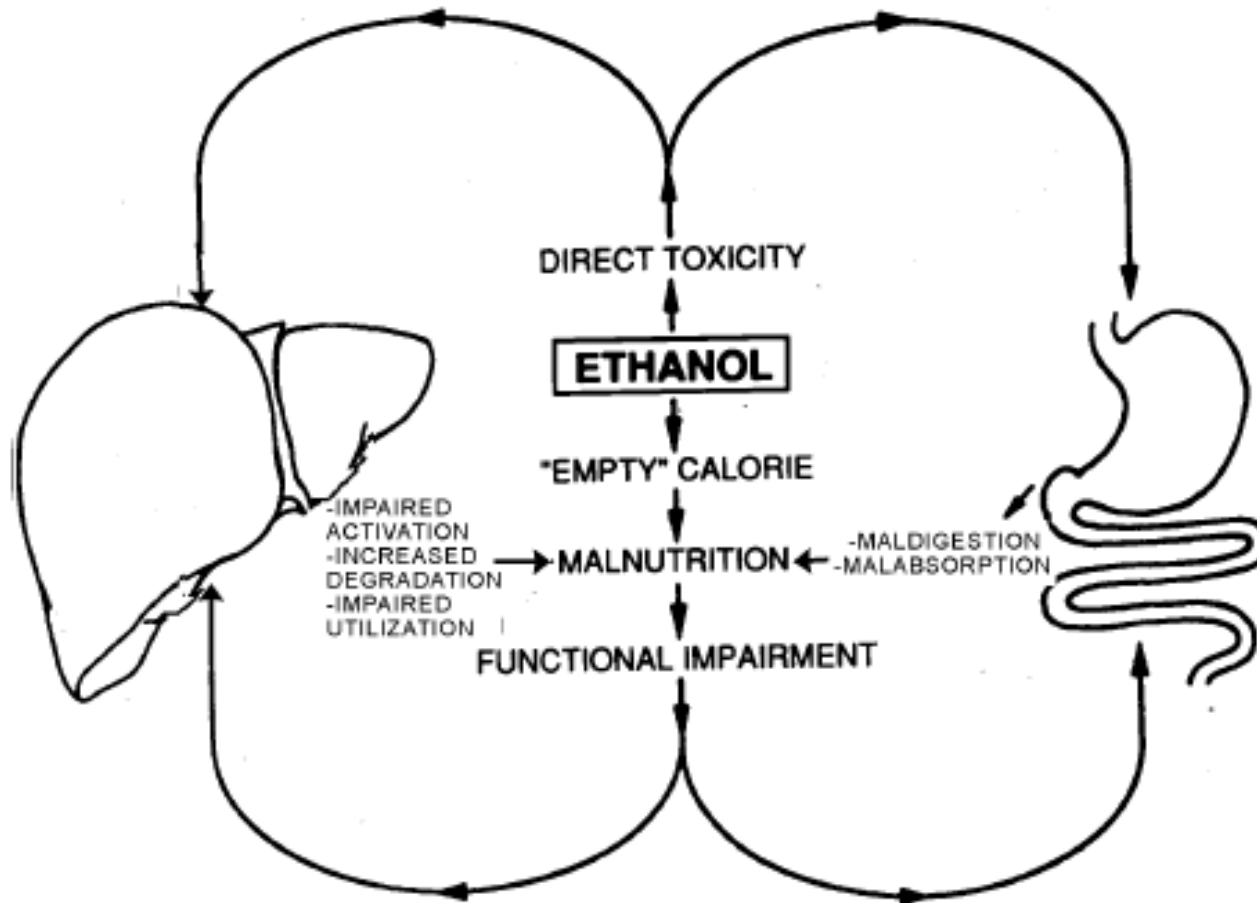 DIRECT TOXICITY
ETHANOL
"EMPTY" CALORIE
-IMPAIRED
ACTIVATION
-INCREASED
DEGRADATION
-IMPAIRED
UTILIZATION
MALNUTRITION
-MALDIGESTION
-MALABSORPTION
FUNCTIONAL IMPAIRMENT